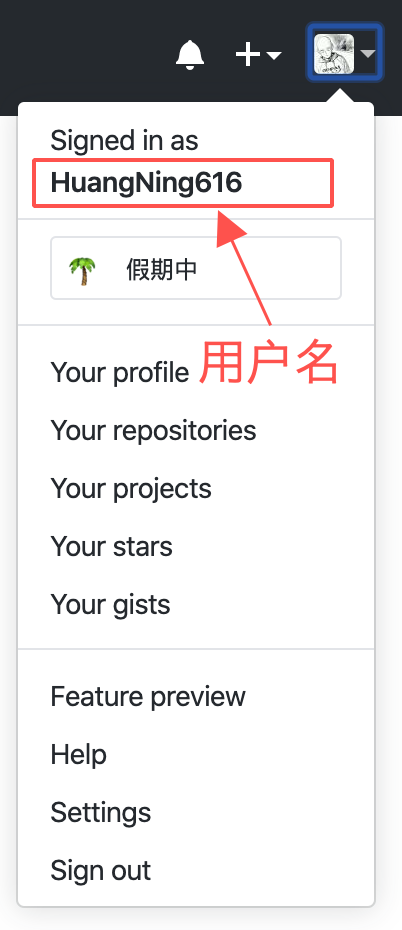 Signed in as
HuangNing616
🌴 假期中
Your profile
用户名
Your repositories
Your projects
Your stars
Your gists
Feature preview
Help
Settings
Sign out